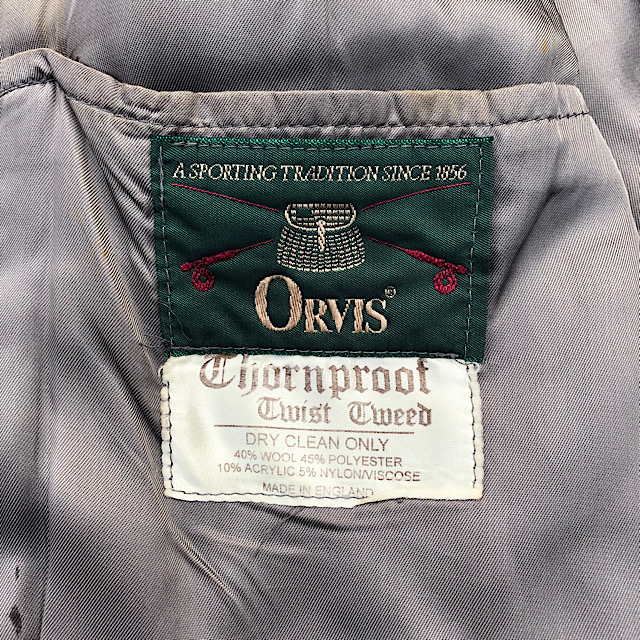 A SPORTING TRADITION SINCE 1856
ORVIS®
Thornproof
Twist Tweed
DRY CLEAN ONLY
40% WOOL 45% POLYESTER
10% ACRYLIC 5% NYLON/VISCOSE
MADE IN ENGLAND